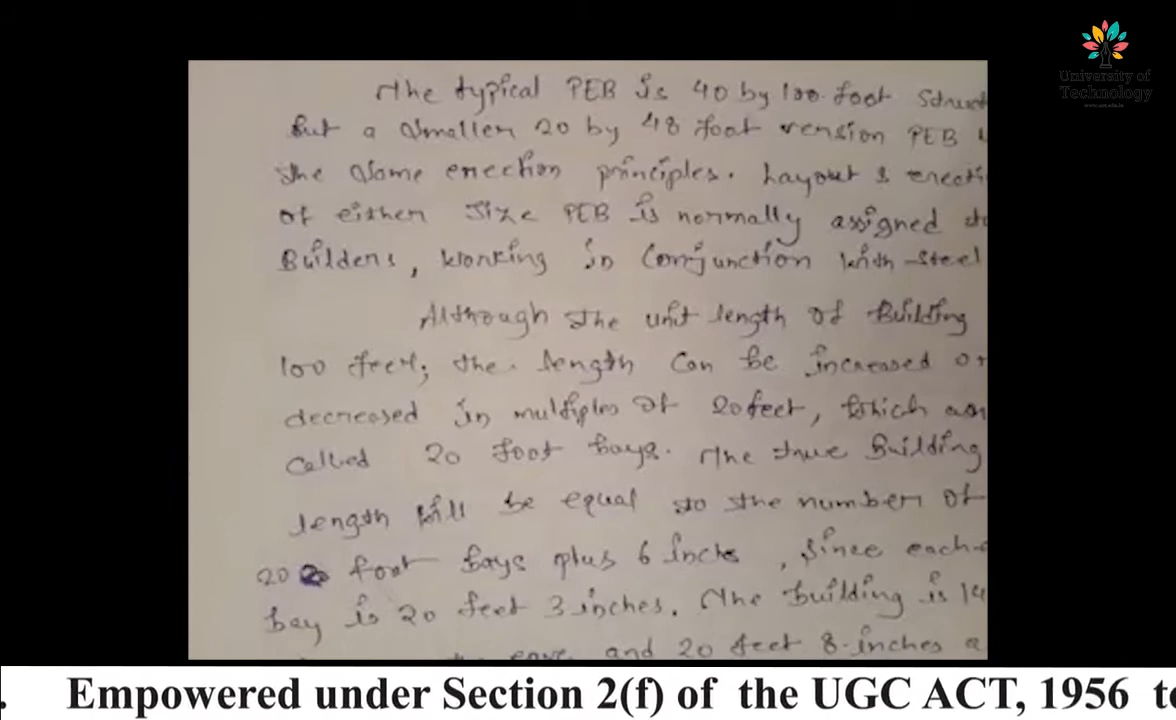 University of
Technology
The typical PEB is 40 by 100 foot struct
But a smaller 20 by 48 foot version PEB
the same erection principles. Layout & erecti
of either size PEB is normally assigned to
Builders, working in conjunction with steel
Although the unit length of Building
100 feet, the length can be increased or
decreased in multiples of 20 feet, which are
called 20 foot bays. The true Building
length will be equal to the number of
20 foot bays plus 6 inches, since each
bay is 20 feet 3 inches. The building is 14
eave and 20 feet 8 inches a
. Empowered under Section 2(f) of the UGC ACT, 1956 to